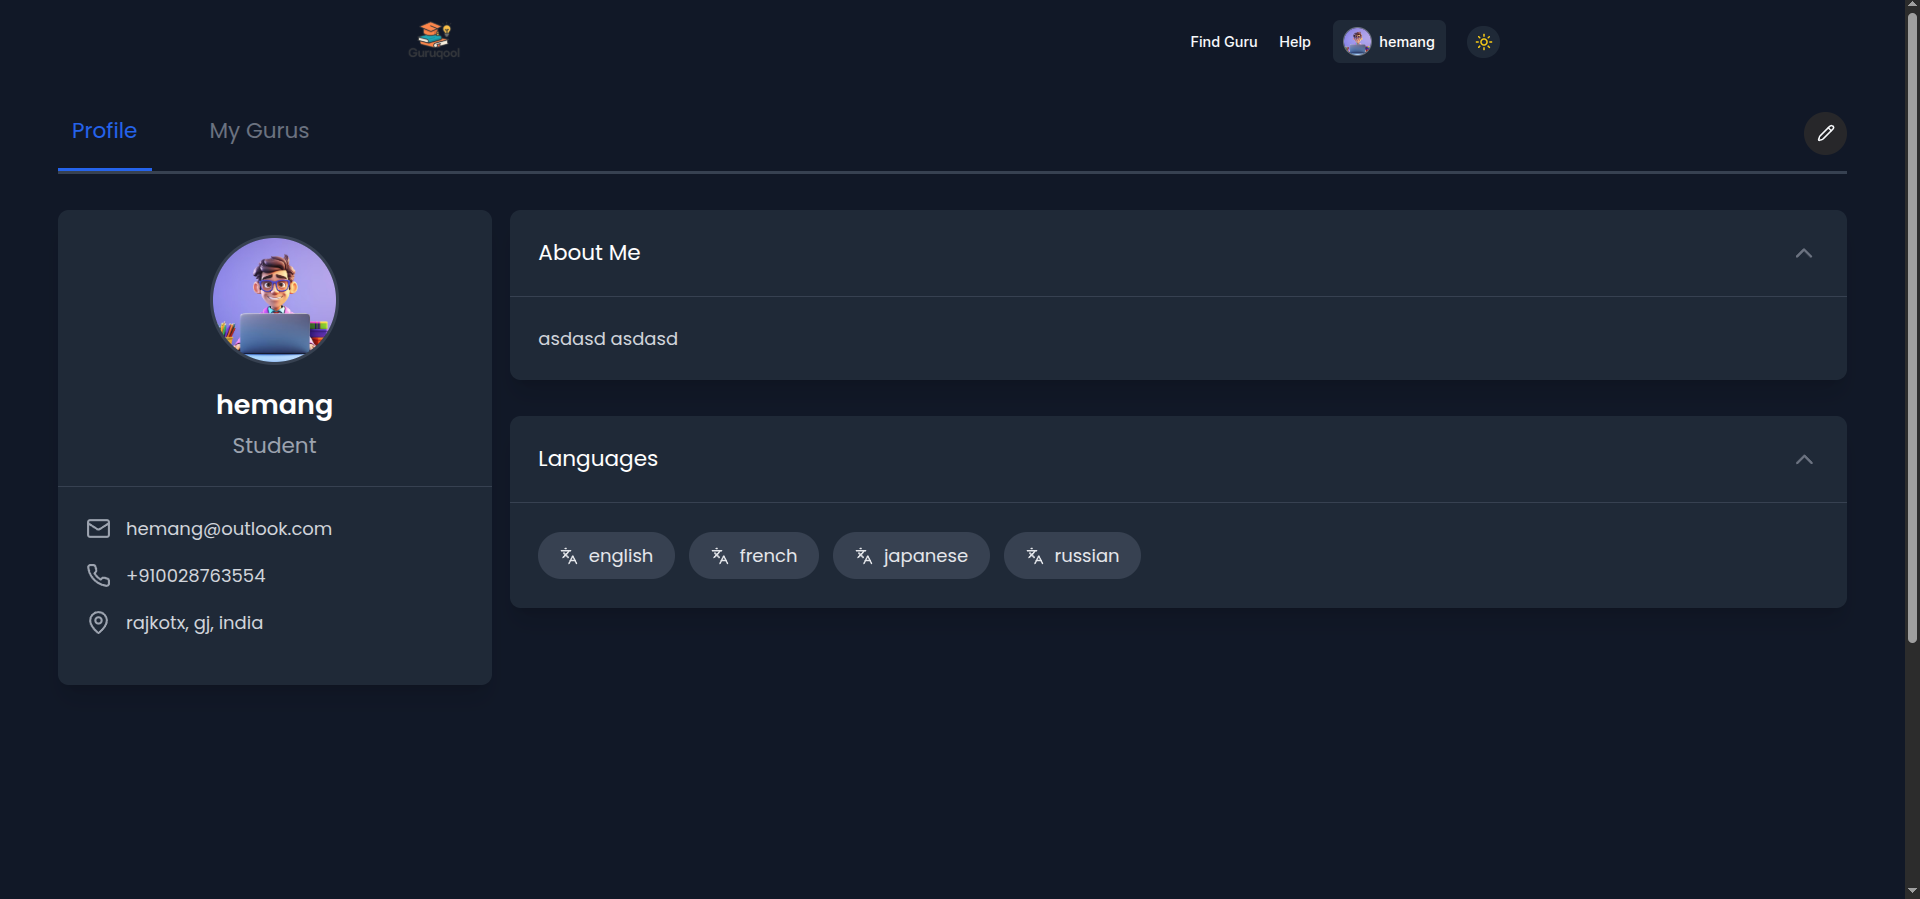 Guruqool
Find Guru
Help
hemang
Profile
My Gurus
hemang
Student
hemang@outlook.com
+910028763554
rajkotx, gj, india
About Me
asdasd asdasd
Languages
english
french
japanese
russian